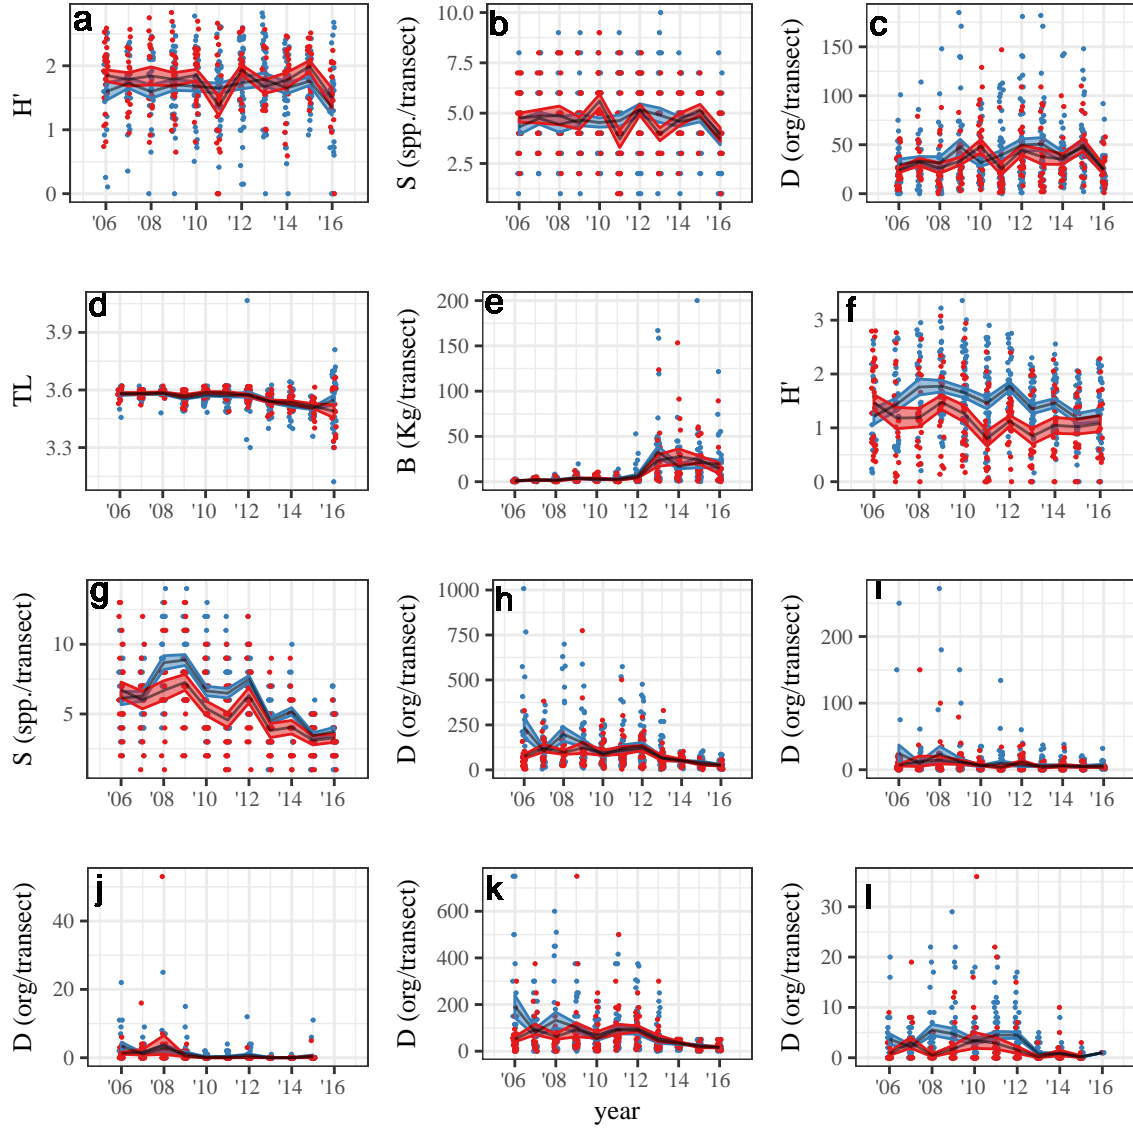 a
H'
2
1
0
'06 '08 '10 '12 '14 '16
b
S (spp./transect)
10.0
7.5
5.0
2.5
'06 '08 '10 '12 '14 '16
c
D (org/transect)
150
100
50
0
'06 '08 '10 '12 '14 '16
d
TL
3.9
3.6
3.3
'06 '08 '10 '12 '14 '16
e
B (Kg/transect)
200
150
100
50
0
'06 '08 '10 '12 '14 '16
f
H'
3
2
1
0
'06 '08 '10 '12 '14 '16
g
S (spp./transect)
10
5
'06 '08 '10 '12 '14 '16
h
D (org/transect)
1000
750
500
250
0
'06 '08 '10 '12 '14 '16
I
D (org/transect)
200
100
0
'06 '08 '10 '12 '14 '16
j
D (org/transect)
40
20
0
'06 '08 '10 '12 '14 '16
k
D (org/transect)
600
400
200
0
'06 '08 '10 '12 '14 '16
l
D (org/transect)
30
20
10
0
'06 '08 '10 '12 '14 '16
year